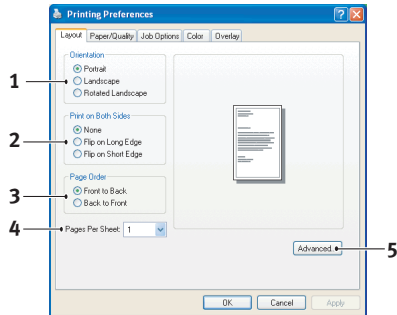 Printing Preferences
Layout Paper/Quality Job Options Color Overlay
Orientation
Portrait
1 Landscape
Rotated Landscape
Print on Both Sides
None
2 Flip on Long Edge
Flip on Short Edge
Page Order
3 Front to Back
Back to Front
4 Pages Per Sheet: 1
Advanced... 5
OK Cancel Apply